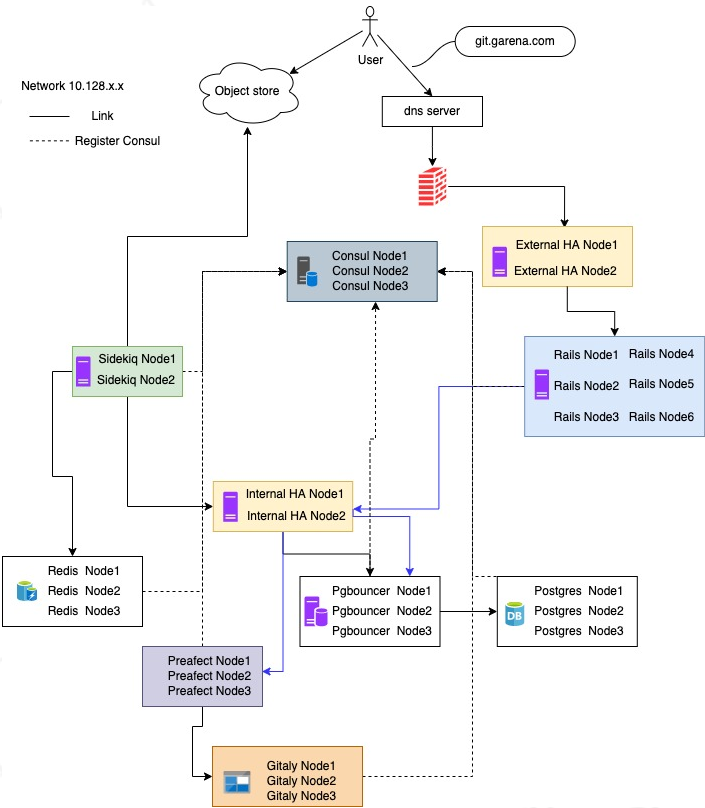 git.garena.com
User
Network 10.128.x.x
Object store
dns server
Link
Register Consul
External HA Node1
External HA Node2
Consul Node1
Consul Node2
Consul Node3
Sidekiq Node1
Sidekiq Node2
Rails Node1 Rails Node4
Rails Node2 Rails Node5
Rails Node3 Rails Node6
Internal HA Node1
Internal HA Node2
Redis Node1
Redis Node2
Redis Node3
Pgbouncer Node1
Pgbouncer Node2
Pgbouncer Node3
DB
Postgres Node1
Postgres Node2
Postgres Node3
Preafect Node1
Preafect Node2
Preafect Node3
Gitaly Node1
Gitaly Node2
Gitaly Node3